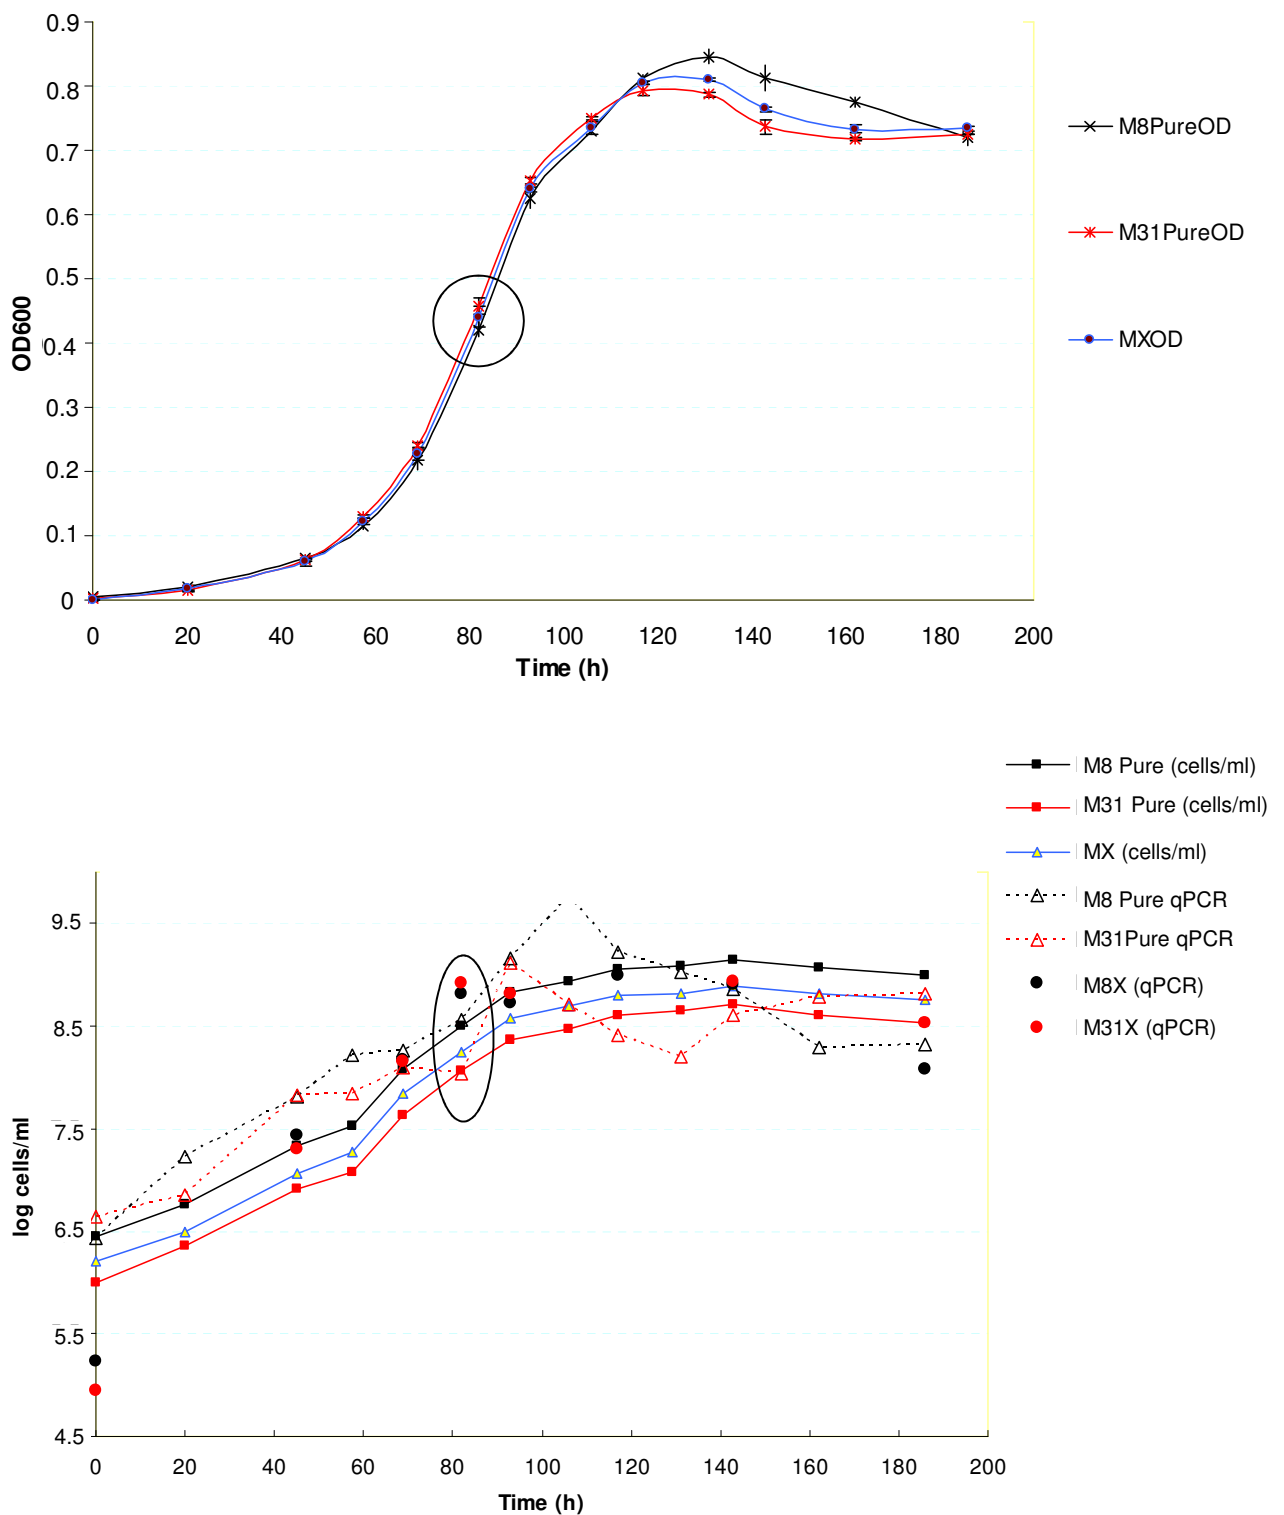 0.9
0.8
0.7
0.6
0.5
0.4
0.3
0.2
0.1
0
OD600
0 20 40 60 80 100 120 140 160 180 200
Time (h)
M8PureOD
M31PureOD
MXOD
M8 Pure (cells/ml)
M31 Pure (cells/ml)
MX (cells/ml)
M8 Pure qPCR
M31Pure qPCR
M8X (qPCR)
M31X (qPCR)
9.5
8.5
7.5
6.5
5.5
4.5
log cells/ml
0 20 40 60 80 100 120 140 160 180 200
Time (h)